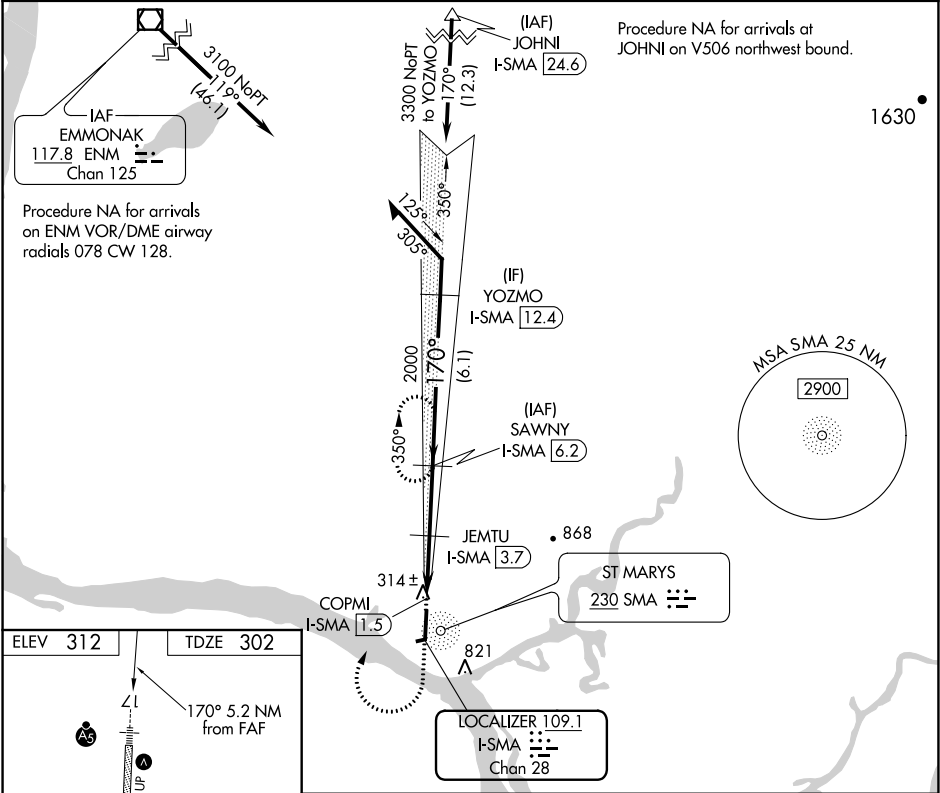 (IAF)
JOHNI
I-SMA 24.6
Procedure NA for arrivals at
JOHNI on V506 northwest bound.
3100 NoPT
119°
(46.1)
3300 NoPT
to YOZMO
170°
(12.3)
1630
IAF
EMMONAK
117.8 ENM
Chan 125
Procedure NA for arrivals
on ENM VOR/DME airway
radials 078 CW 128.
125°
305°
350°
(IF)
YOZMO
I-SMA 12.4
2000
170°
(6.1)
MSA SMA 25 NM
2900
350°
(IAF)
SAWNY
I-SMA 6.2
JEMTU
I-SMA 3.7
868
314±
COPMI
I-SMA 1.5
ST MARYS
230 SMA
821
LOCALIZER 109.1
I-SMA
Chan 28
ELEV 312
TDZE 302
17
170° 5.2 NM
from FAF
A5
UP